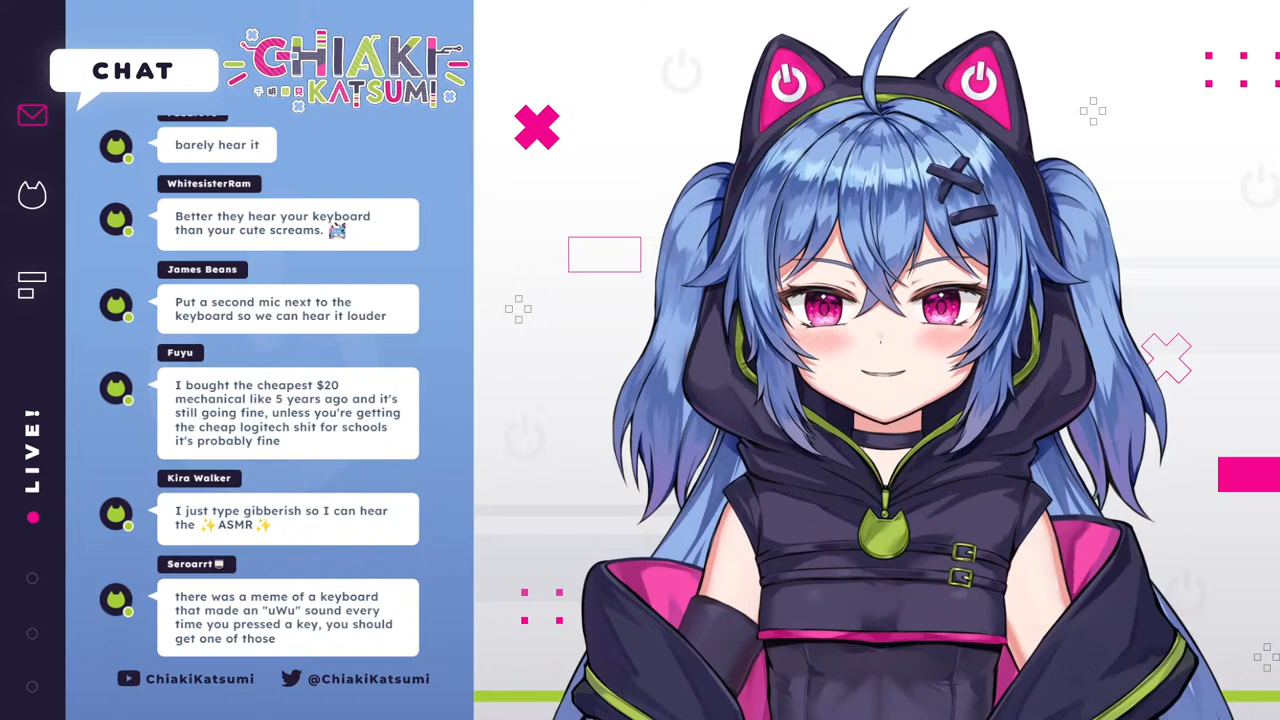 CHAT
CHIAKI
千明 勝見
KATSUMI
barely hear it
WhitesisterRam
Better they hear your keyboard
than your cute screams.
James Beans
Put a second mic next to the
keyboard so we can hear it louder
Fuyu
I bought the cheapest $20
mechanical like 5 years ago and it's
still going fine, unless you're getting
the cheap logitech shit for schools
it's probably fine
Kira Walker
I just type gibberish so I can hear
the ✨ASMR✨
Seroarrt
there was a meme of a keyboard
that made an "uWu" sound every
time you pressed a key, you should
get one of those
LIVE!
ChiakiKatsumi
@ChiakiKatsumi